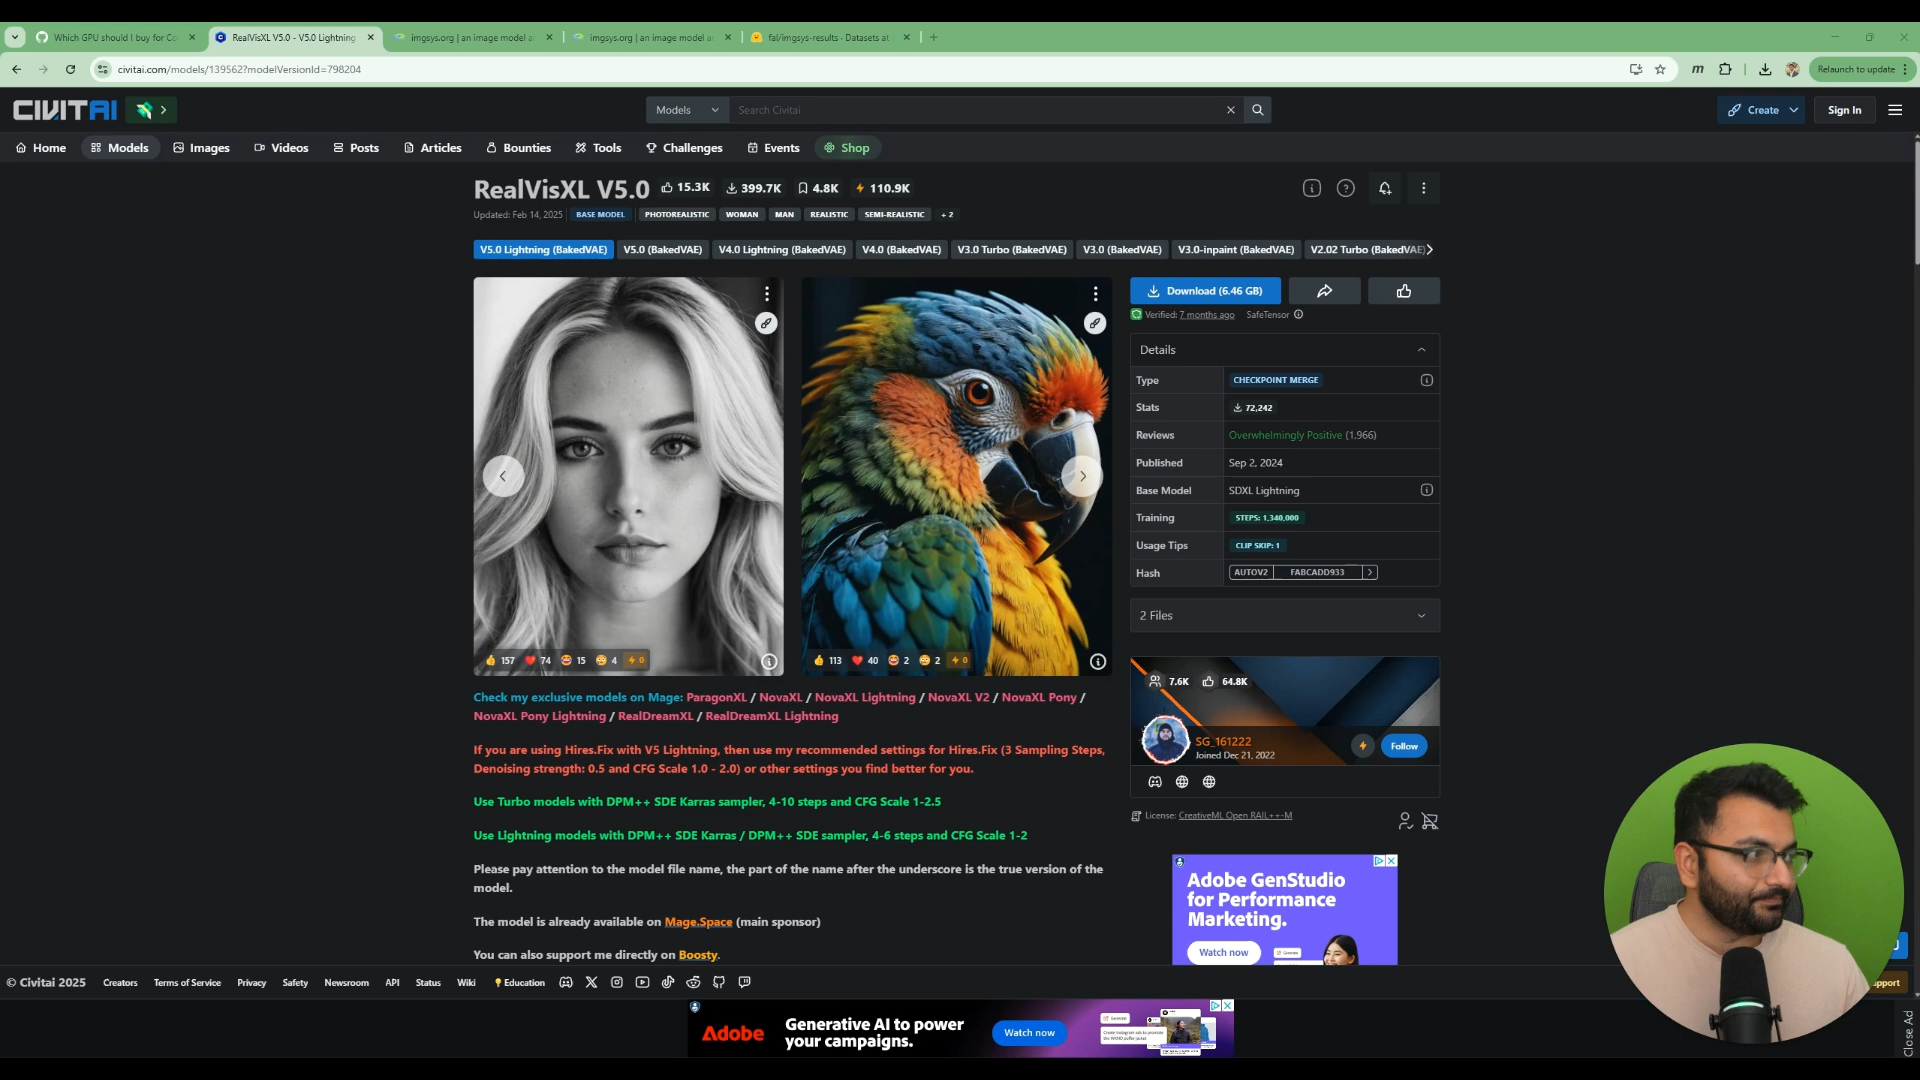 Which GPU should I buy for Co
RealVisXL V5.0 - V5.0 Lightning
imgsys.org | an image model a
imgsys.org | an image model a
fal/imgsys-results · Datasets at
civitai.com/models/139562?modelVersionId=798204
Relaunch to update
CIVITAI
Models
Search Civitai
Create
Sign In
Home
Models
Images
Videos
Posts
Articles
Bounties
Tools
Challenges
Events
Shop
RealVisXL V5.0
15.3K
399.7K
4.8K
110.9K
Updated: Feb 14, 2025
BASE MODEL
PHOTOREALISTIC
WOMAN
MAN
REALISTIC
SEMI-REALISTIC
+ 2
V5.0 Lightning (BakedVAE)
V5.0 (BakedVAE)
V4.0 Lightning (BakedVAE)
V4.0 (BakedVAE)
V3.0 Turbo (BakedVAE)
V3.0 (BakedVAE)
V3.0-inpaint (BakedVAE)
V2.02 Turbo (BakedVAE)
Download (6.46 GB)
Verified: 7 months ago
SafeTensor
Details
Type
CHECKPOINT MERGE
Stats
72,242
Reviews
Overwhelmingly Positive (1,966)
Published
Sep 2, 2024
Base Model
SDXL Lightning
Training
STEPS: 1,340,000
Usage Tips
CLIP SKIP: 1
Hash
AUTOV2
FABCADD933
2 Files
157
74
15
4
0
113
40
2
2
0
7.6K
64.8K
SG_161222
Joined Dec 21, 2022
Follow
License: CreativeML Open RAIL++-M
Check my exclusive models on Mage: ParagonXL / NovaXL / NovaXL Lightning / NovaXL V2 / NovaXL Pony /
NovaXL Pony Lightning / RealDreamXL / RealDreamXL Lightning
If you are using Hires.Fix with V5 Lightning, then use my recommended settings for Hires.Fix (3 Sampling Steps,
Denoising strength: 0.5 and CFG Scale 1.0 - 2.0) or other settings you find better for you.
Use Turbo models with DPM++ SDE Karras sampler, 4-10 steps and CFG Scale 1-2.5
Use Lightning models with DPM++ SDE Karras / DPM++ SDE sampler, 4-6 steps and CFG Scale 1-2
Please pay attention to the model file name, the part of the name after the underscore is the true version of the
model.
The model is already available on Mage.Space (main sponsor)
You can also support me directly on Boosty.
Adobe GenStudio
for Performance
Marketing.
Watch now
© Civitai 2025
Creators
Terms of Service
Privacy
Safety
Newsroom
API
Status
Wiki
Education
pport
Adobe
Generative AI to power
your campaigns.
Watch now
Close Ad